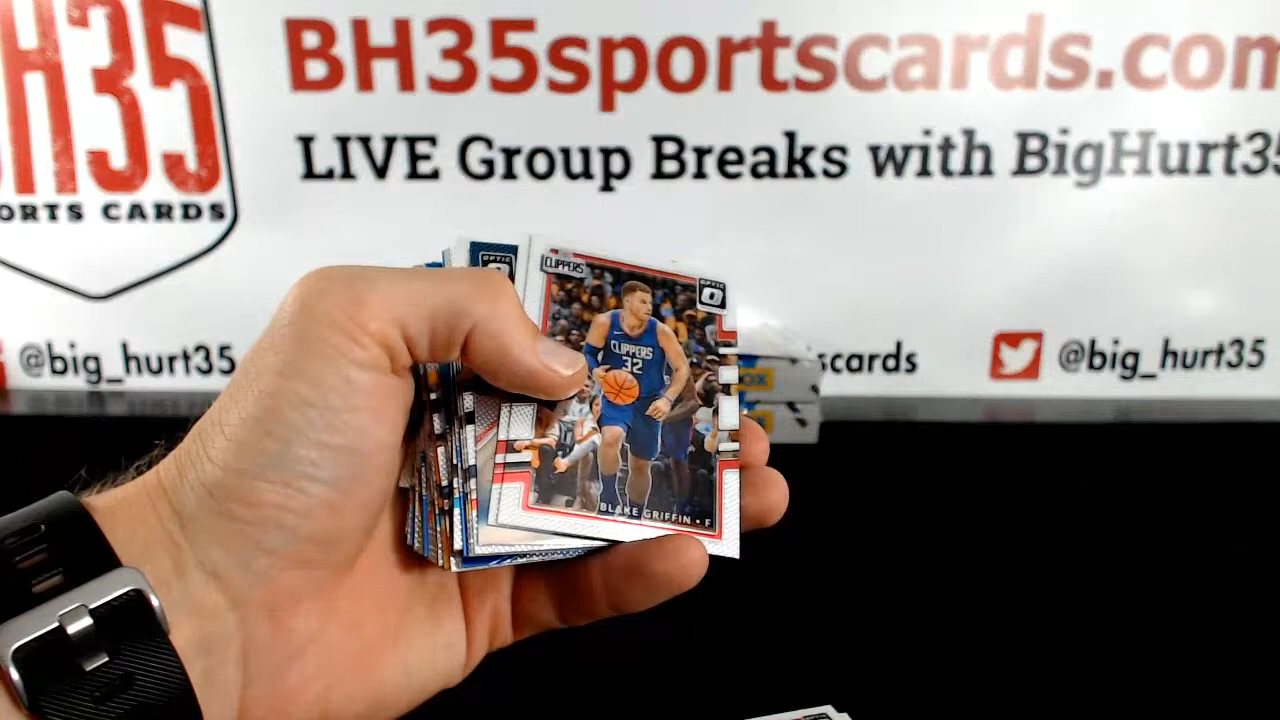 H35
ORTS CARDS
BH35sportscards.com
LIVE Group Breaks with BigHurt35
@big_hurt35
scards
@big_hurt35
OPTIC
CLIPPERS
OPTIC
CLIPPERS
32
BLAKE GRIFFIN • F